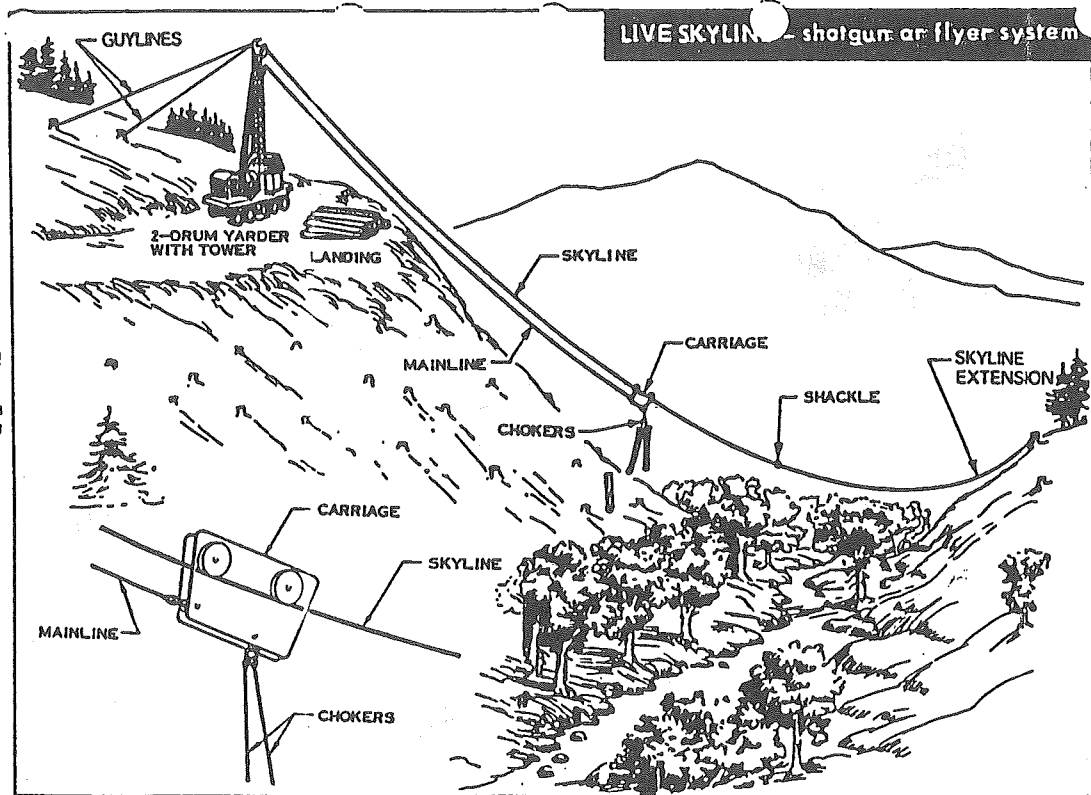 LIVE SKYLIN - shotgun or flyer system
GUYLINES
2-DRUM YARDER
WITH TOWER
LANDING
SKYLINE
MAINLINE
CARRIAGE
SKYLINE
EXTENSION
SHACKLE
CHOKERS
CARRIAGE
SKYLINE
MAINLINE
CHOKERS